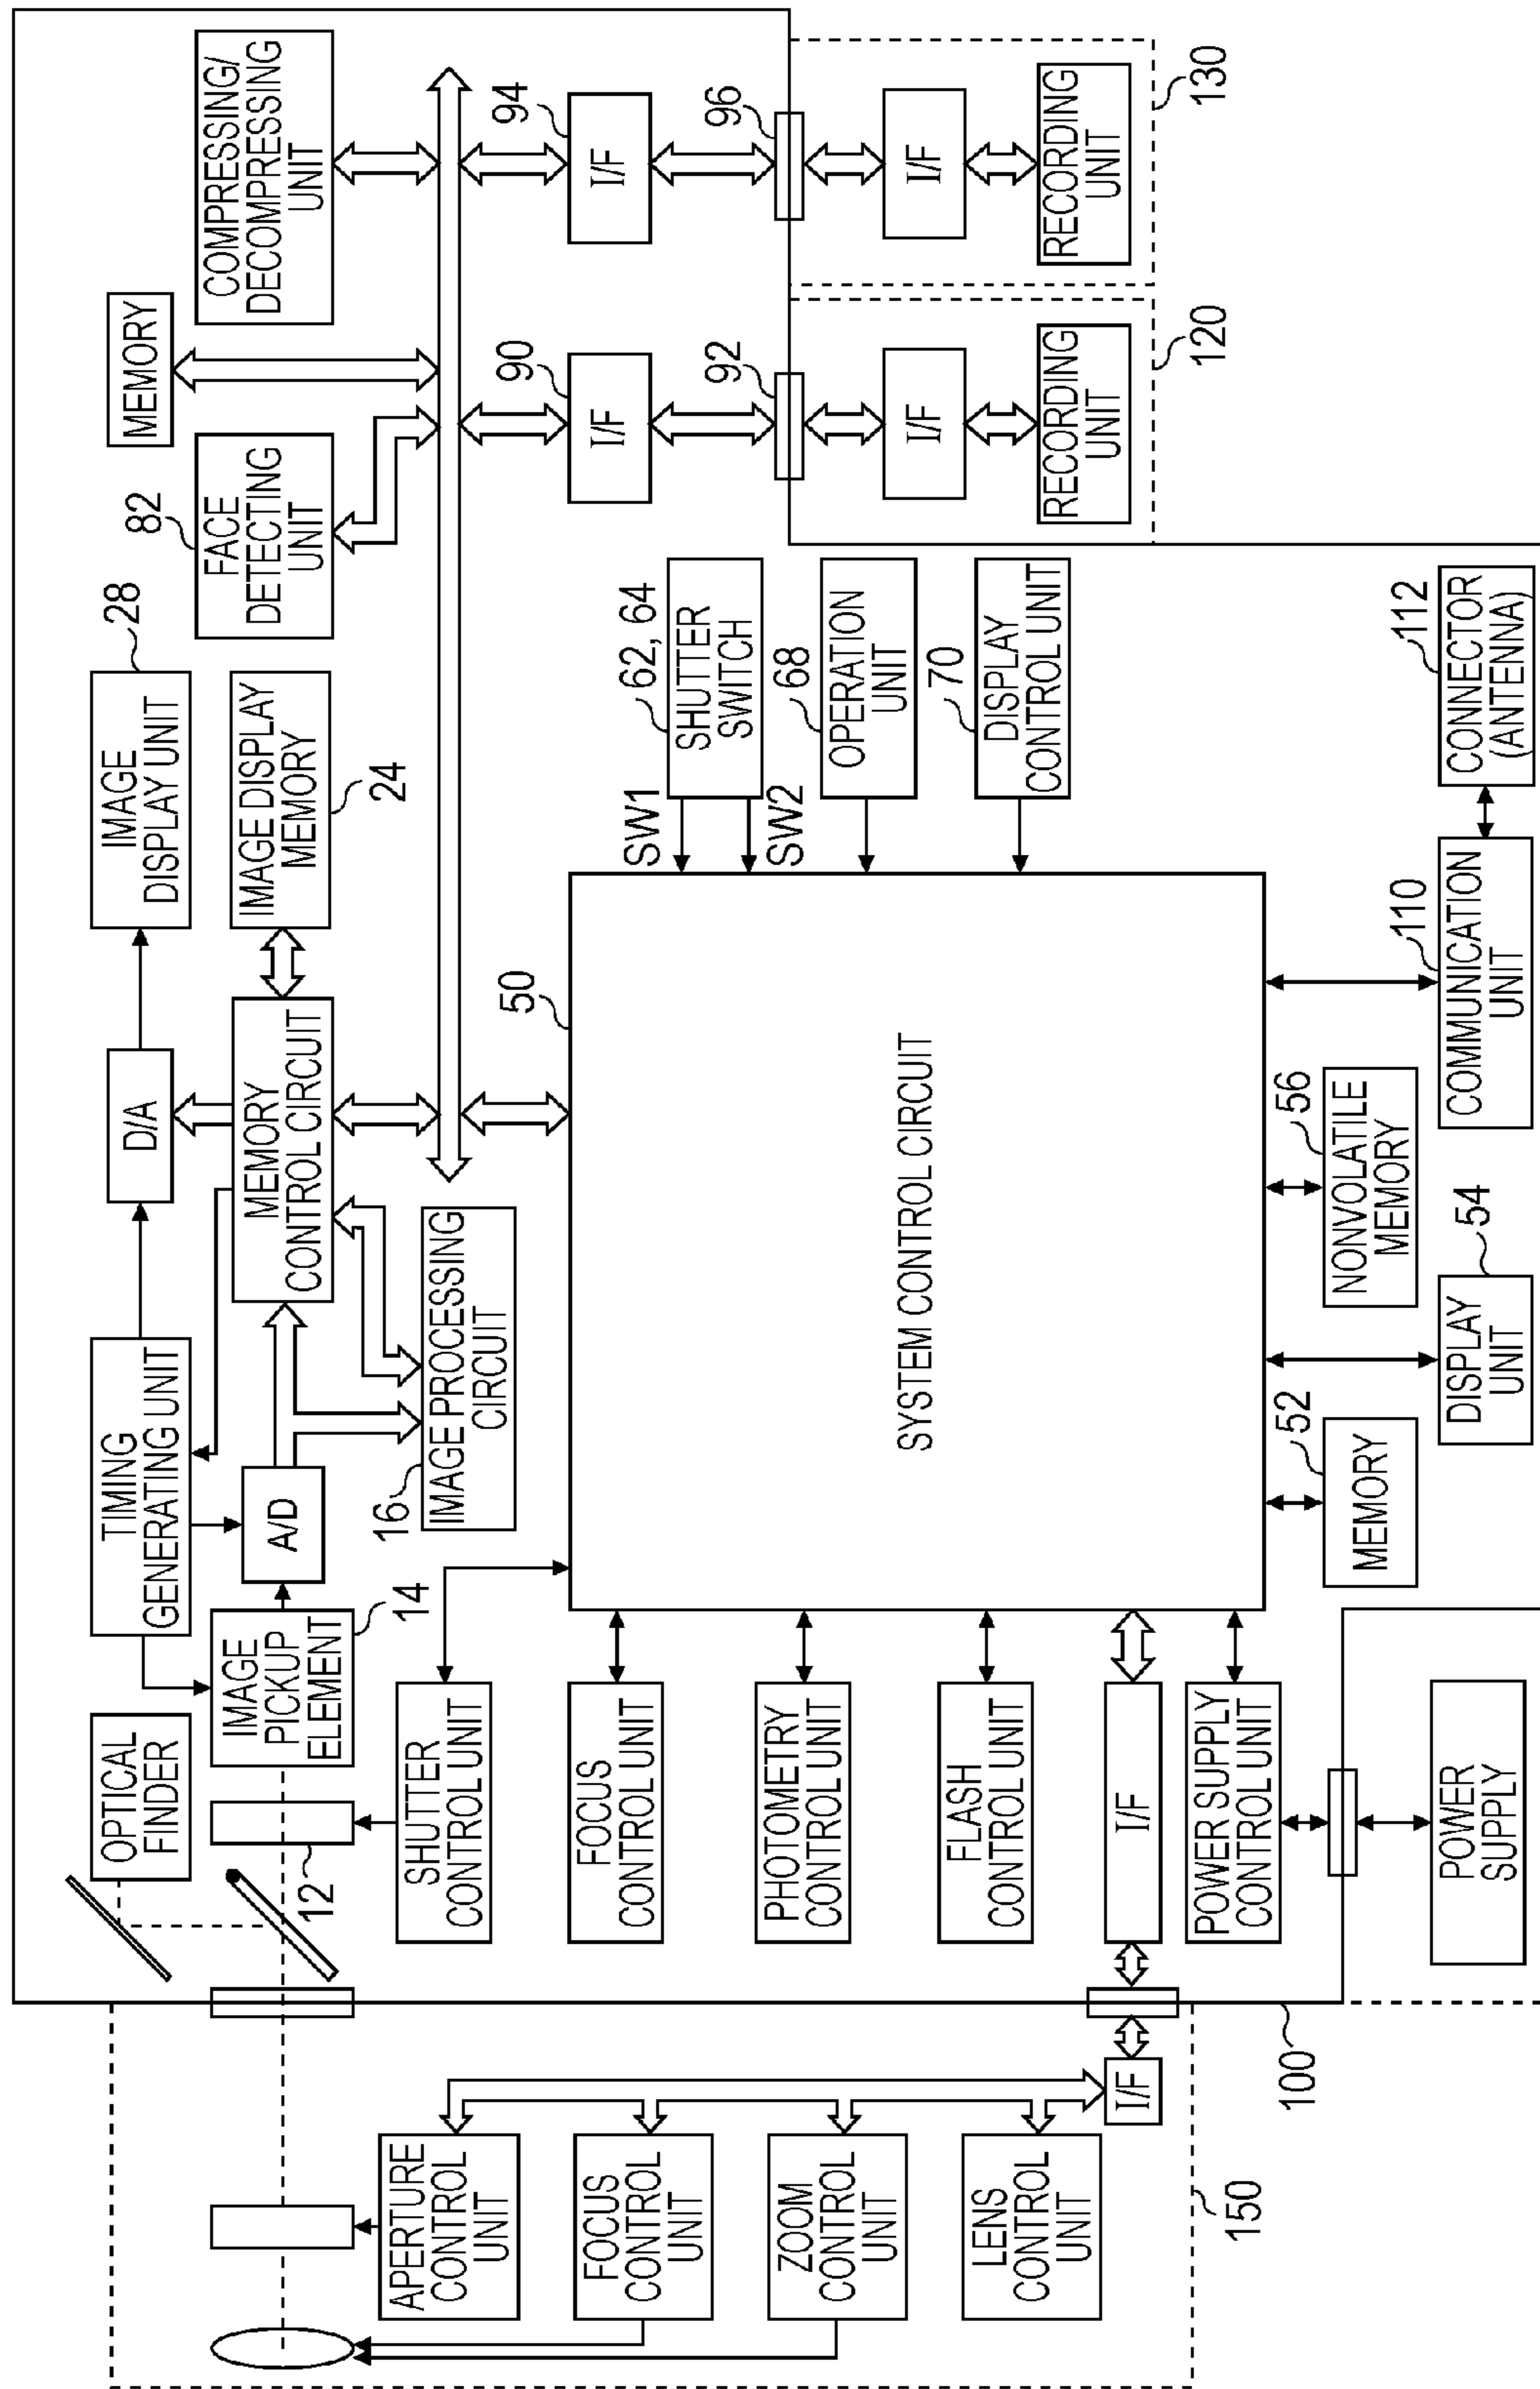 150
APERTURE
CONTROL
UNIT
FOCUS
CONTROL
UNIT
ZOOM
CONTROL
UNIT
LENS
CONTROL
UNIT
I/F
100
OPTICAL
FINDER
12
IMAGE
PICKUP
ELEMENT
14
TIMING
GENERATING UNIT
A/D
D/A
IMAGE
DISPLAY UNIT
28
MEMORY
CONTROL CIRCUIT
IMAGE DISPLAY
MEMORY
24
16
IMAGE PROCESSING
CIRCUIT
82
FACE
DETECTING
UNIT
MEMORY
COMPRESSING/
DECOMPRESSING
UNIT
SHUTTER
CONTROL UNIT
FOCUS
CONTROL UNIT
PHOTOMETRY
CONTROL UNIT
FLASH
CONTROL UNIT
I/F
POWER SUPPLY
CONTROL UNIT
POWER
SUPPLY
50
SYSTEM CONTROL CIRCUIT
SW1
SW2
62, 64
SHUTTER
SWITCH
68
OPERATION
UNIT
70
DISPLAY
CONTROL UNIT
90
I/F
94
I/F
92
96
I/F
I/F
RECORDING
UNIT
RECORDING
UNIT
120
130
52
MEMORY
DISPLAY
UNIT
54
56
NONVOLATILE
MEMORY
110
COMMUNICATION
UNIT
112
CONNECTOR
(ANTENNA)